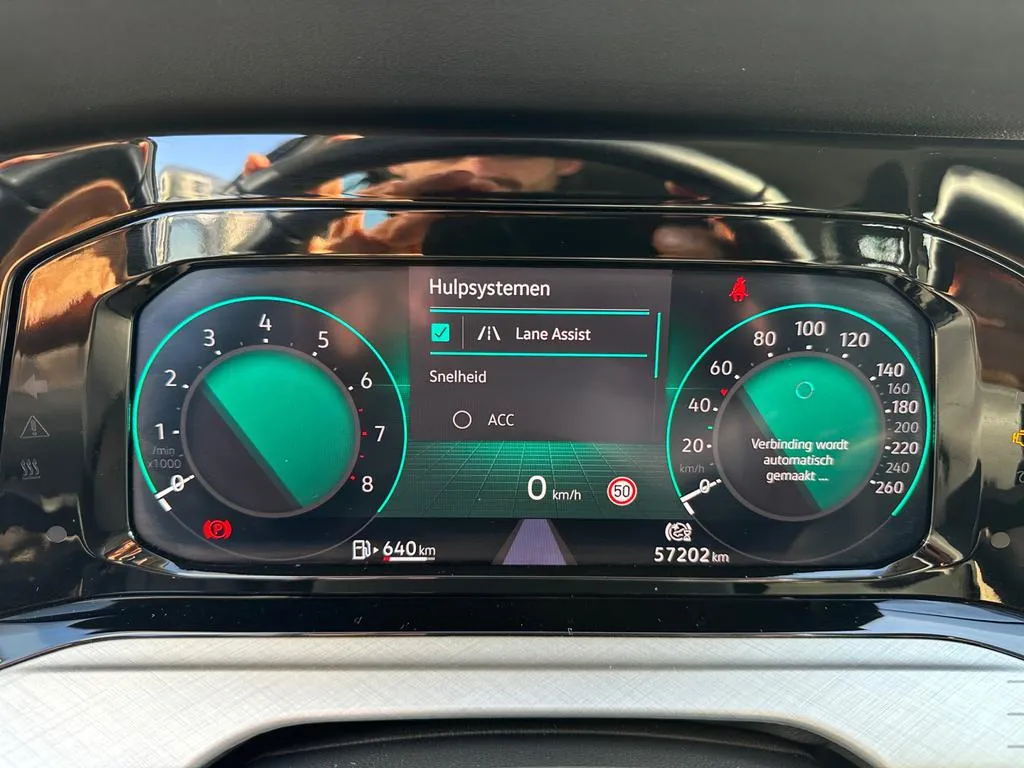 Hulpsystemen
Lane Assist
Snelheid
ACC
0 km/h
50
0
1
2
3
4
5
6
7
8
/min
x1000
0
20
40
60
80
100
120
140
160
180
200
220
240
260
km/h
Verbinding wordt
automatisch
gemaakt ...
P
640 km
57202 km